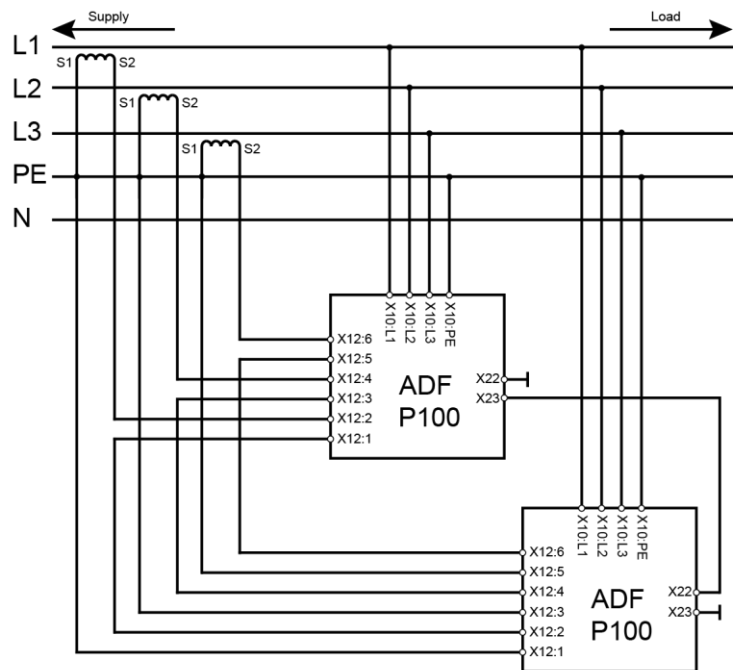 Supply
Load
L1
S1 S2
L2
S1 S2
L3
S1 S2
PE
N
X10:L1
X10:L2
X10:L3
X10:PE
X12:6
X12:5
X12:4
X12:3
X12:2
X12:1
ADF
P100
X22
X23
X10:L1
X10:L2
X10:L3
X10:PE
X12:6
X12:5
X12:4
X12:3
X12:2
X12:1
ADF
P100
X22
X23